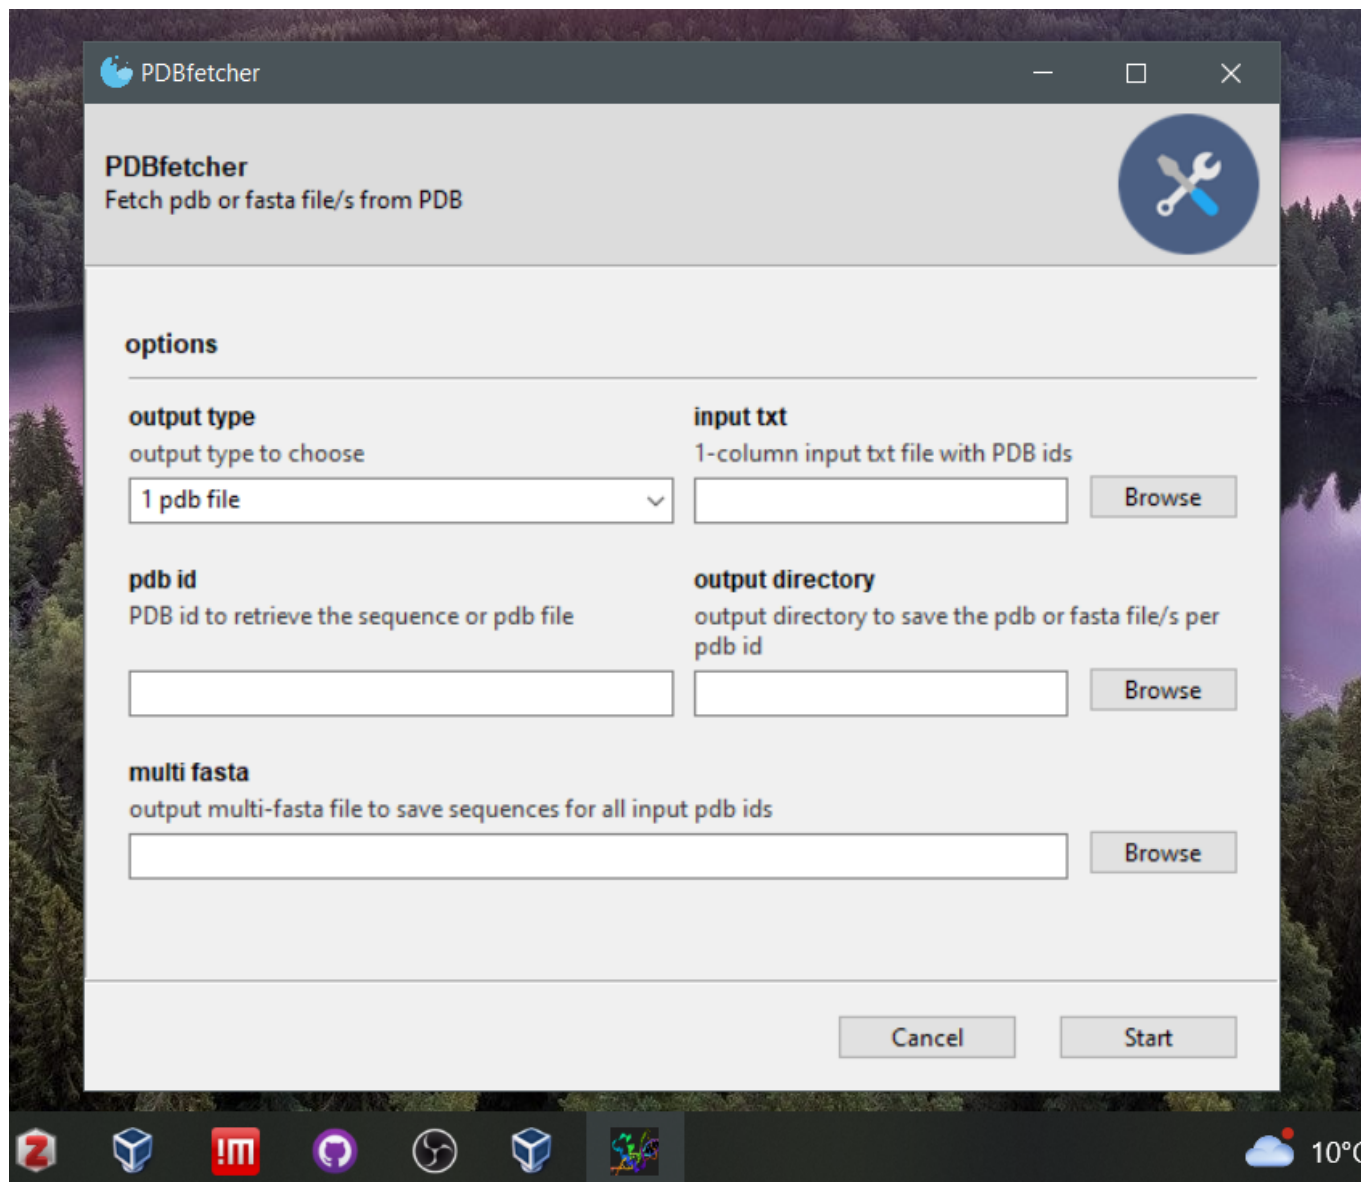 PDBfetcher
PDBfetcher
Fetch pdb or fasta file/s from PDB
options
output type
output type to choose
1 pdb file
input txt
1-column input txt file with PDB ids
Browse
pdb id
PDB id to retrieve the sequence or pdb file
output directory
output directory to save the pdb or fasta file/s per
pdb id
Browse
multi fasta
output multi-fasta file to save sequences for all input pdb ids
Browse
Cancel
Start
Z
!m
10°C